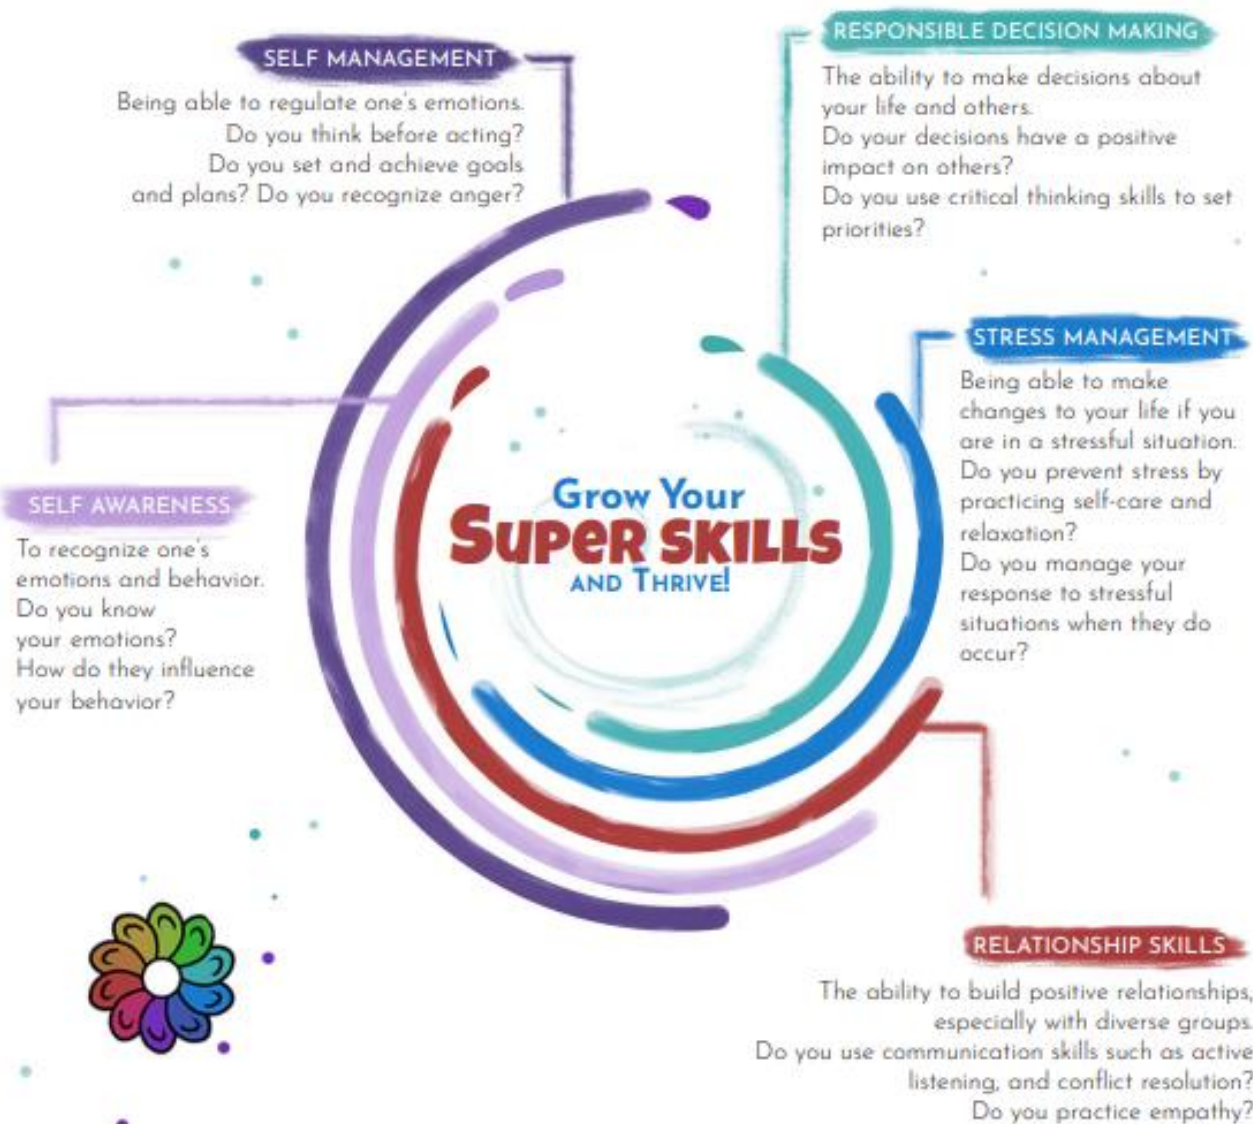 SELF MANAGEMENT
Being able to regulate one's emotions.
Do you think before acting?
Do you set and achieve goals
and plans? Do you recognize anger?
RESPONSIBLE DECISION MAKING
The ability to make decisions about
your life and others.
Do your decisions have a positive
impact on others?
Do you use critical thinking skills to set
priorities?
STRESS MANAGEMENT
Being able to make
changes to your life if you
are in a stressful situation.
Do you prevent stress by
practicing self-care and
relaxation?
Do you manage your
response to stressful
situations when they do
occur?
Grow Your
SUPER SKILLS
AND THRIVE!
SELF AWARENESS
To recognize one's
emotions and behavior.
Do you know
your emotions?
How do they influence
your behavior?
RELATIONSHIP SKILLS
The ability to build positive relationships,
especially with diverse groups.
Do you use communication skills such as active
listening, and conflict resolution?
Do you practice empathy?